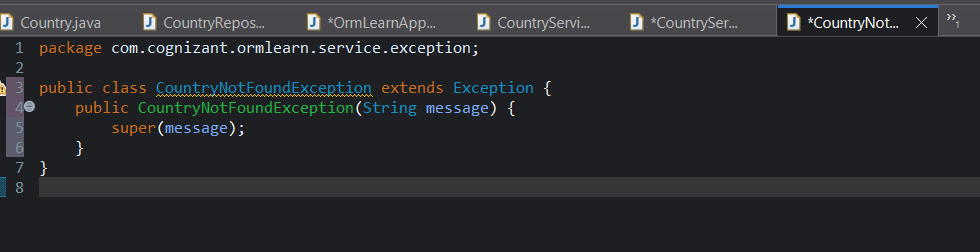 Country.java CountryRepos... *OrmLearnApp... CountryServi... *CountrySer... *CountryNot... »1
1 package com.cognizant.ormlearn.service.exception;
2
3 public class CountryNotFoundException extends Exception {
4 public CountryNotFoundException(String message) {
5 super(message);
6 }
7 }
8